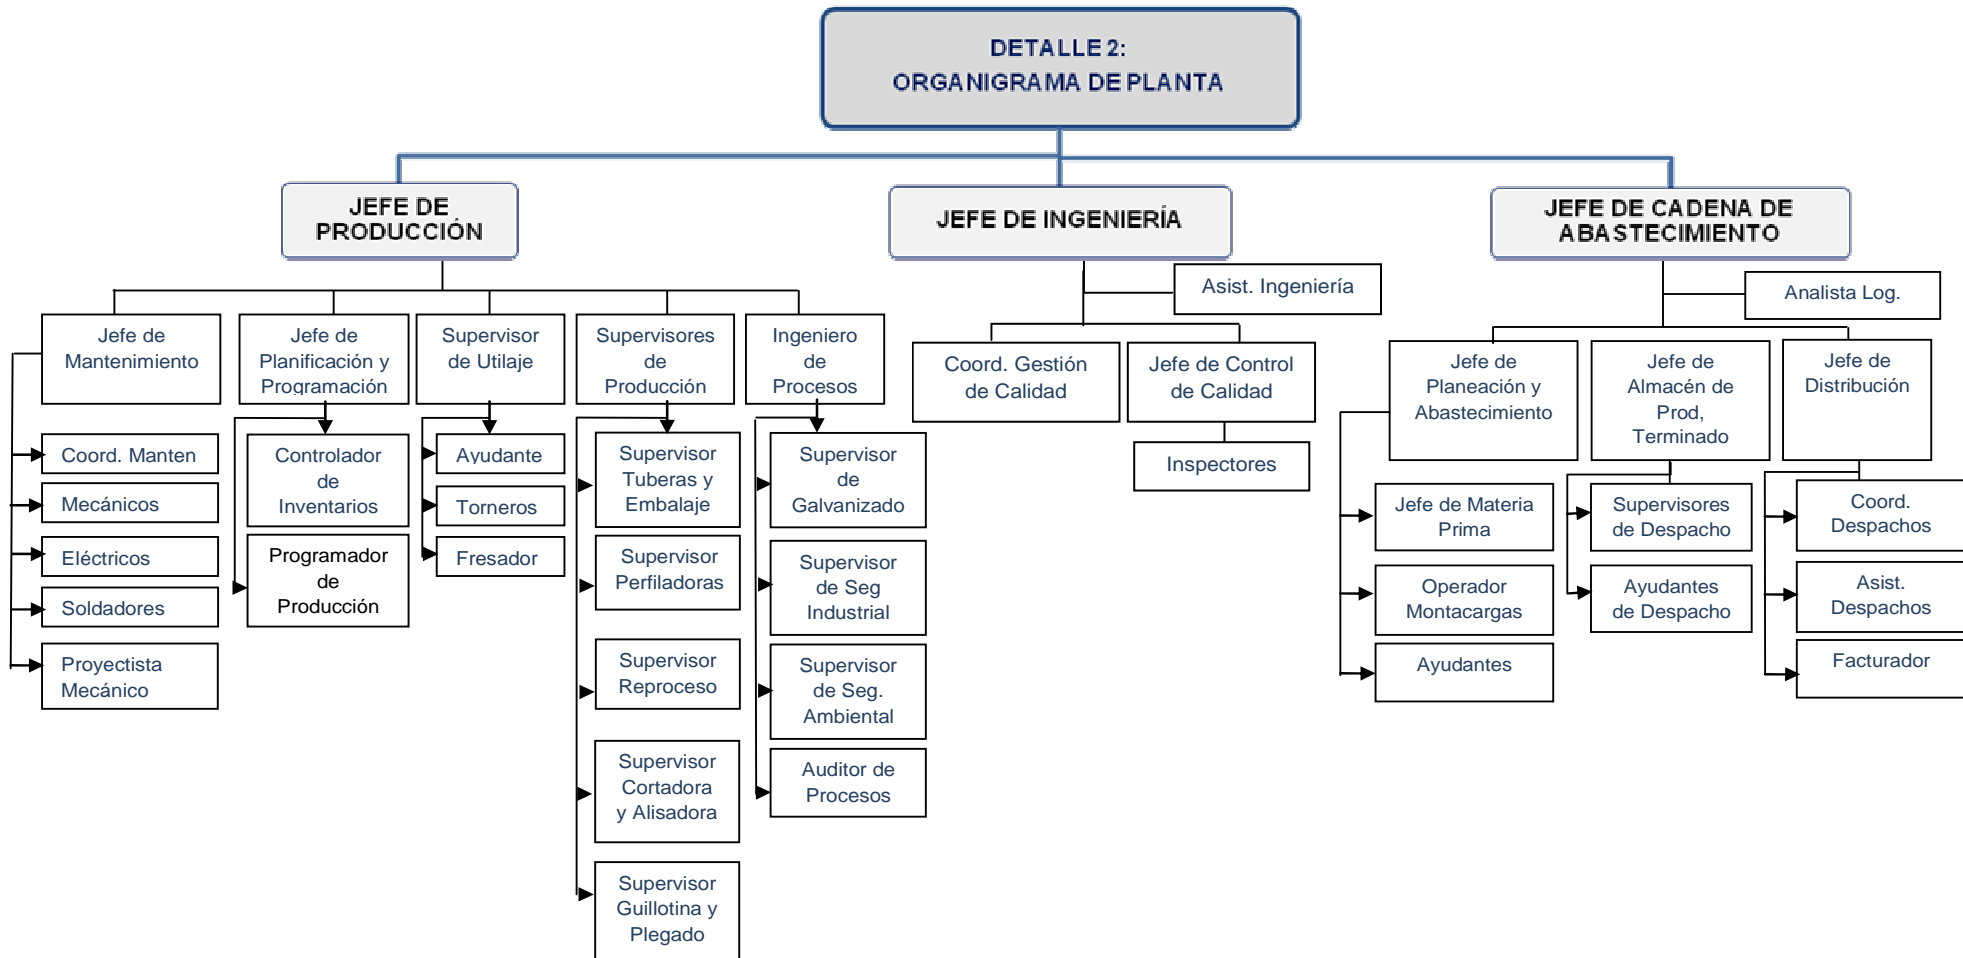 DETALLE 2:
ORGANIGRAMA DE PLANTA
JEFE DE
PRODUCCIÓN
JEFE DE INGENIERÍA
JEFE DE CADENA DE
ABASTECIMIENTO
Asist. Ingeniería
Analista Log.
Jefe de
Mantenimiento
Jefe de
Planificación y
Programación
Supervisor
de Utilaje
Supervisores
de
Producción
Ingeniero
de
Procesos
Coord. Gestión
de Calidad
Jefe de Control
de Calidad
Jefe de
Planeación y
Abastecimiento
Jefe de
Almacén de
Prod,
Terminado
Jefe de
Distribución
Coord. Manten
Mecánicos
Eléctricos
Soldadores
Proyectista
Mecánico
Controlador
de
Inventarios
Programador
de
Producción
Ayudante
Torneros
Fresador
Supervisor
Tuberas y
Embalaje
Supervisor
Perfiladoras
Supervisor
Reproceso
Supervisor
Cortadora
y Alisadora
Supervisor
Guillotina y
Plegado
Supervisor
de
Galvanizado
Supervisor
de Seg
Industrial
Supervisor
de Seg.
Ambiental
Auditor de
Procesos
Inspectores
Jefe de Materia
Prima
Operador
Montacargas
Ayudantes
Supervisores
de Despacho
Ayudantes
de Despacho
Coord.
Despachos
Asist.
Despachos
Facturador